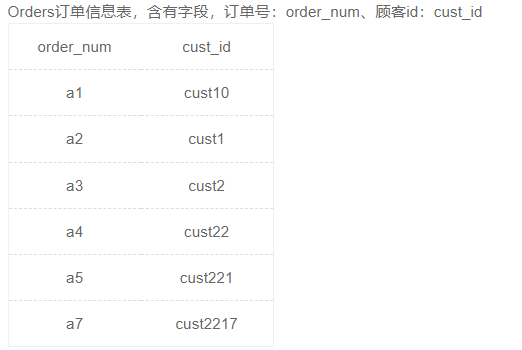 Orders订单信息表，含有字段，订单号：order_num、顾客id：cust_id
order_num cust_id
a1 cust10
a2 cust1
a3 cust2
a4 cust22
a5 cust221
a7 cust2217